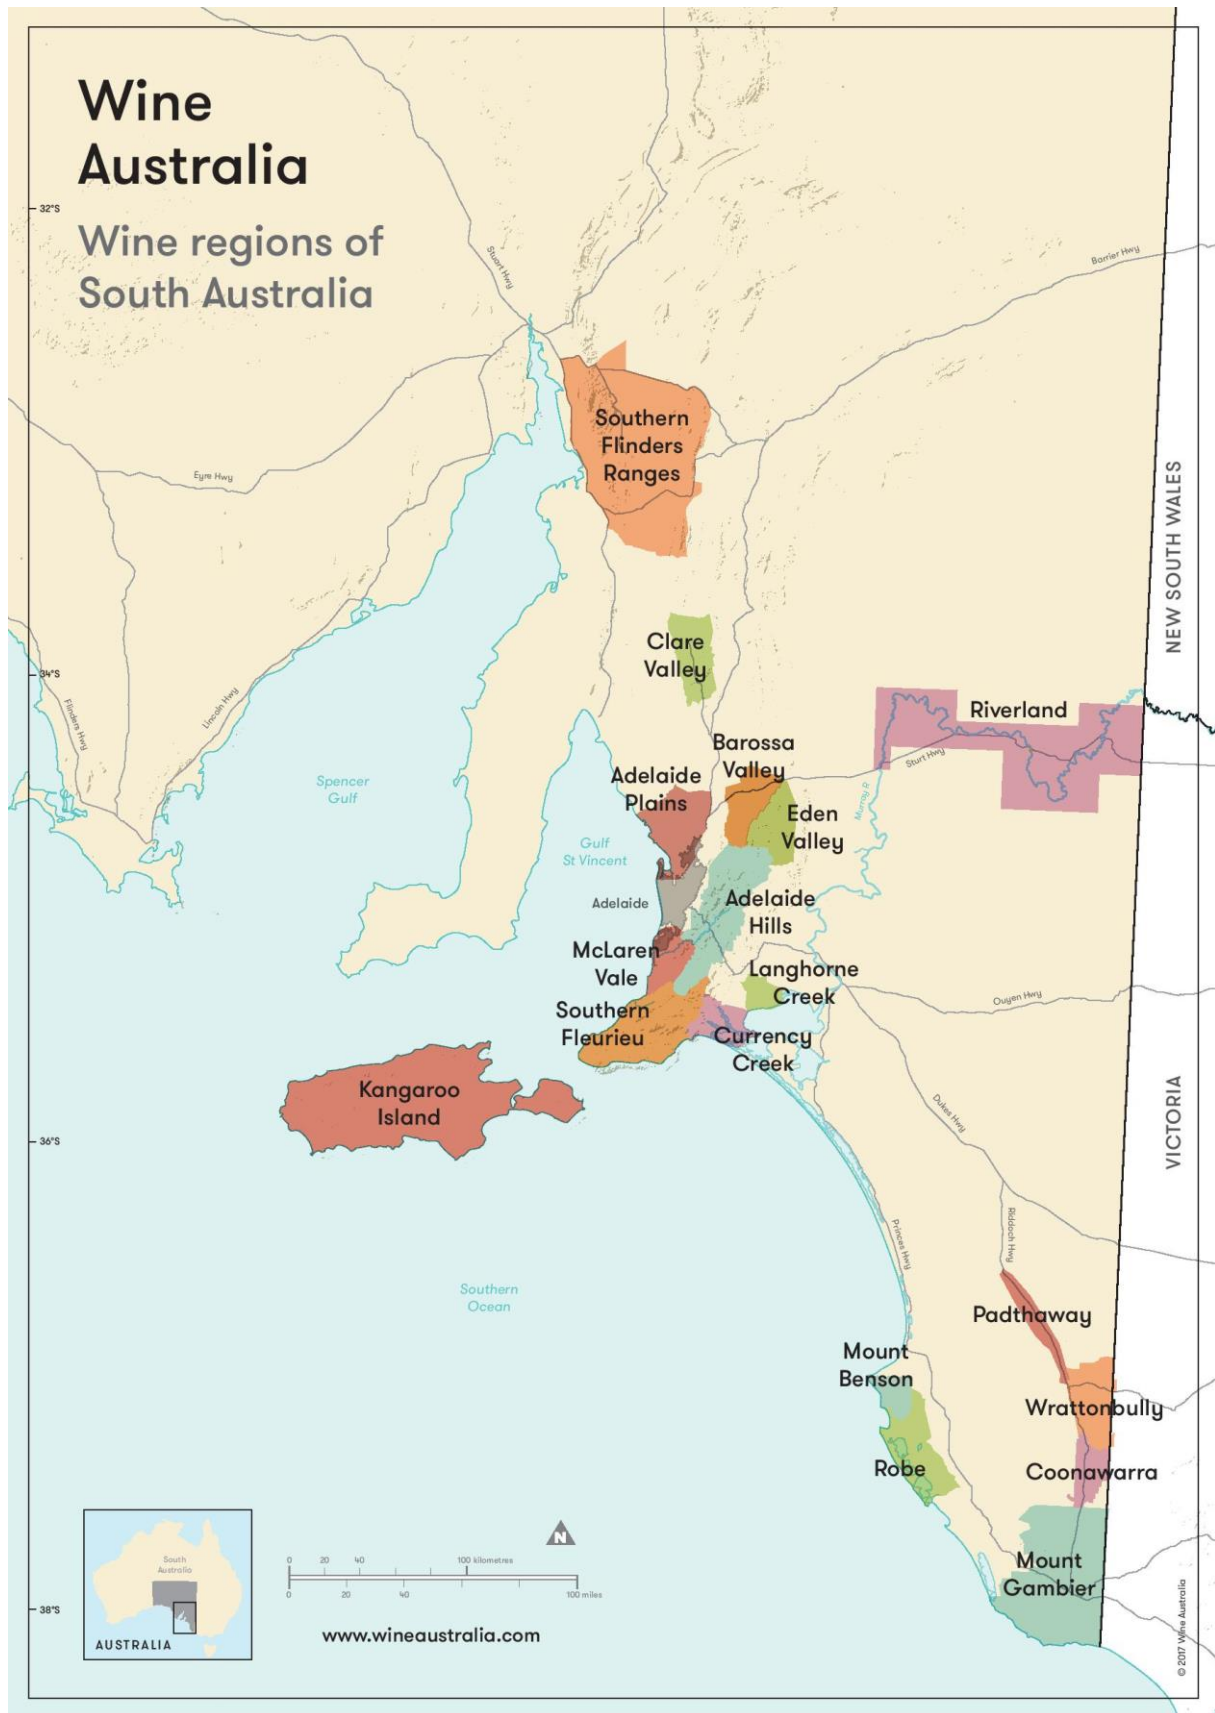 Wine
Australia
Wine regions of
South Australia
32°S
Stuart Hwy
Barrier Hwy
Southern
Flinders
Ranges
Eyre Hwy
NEW SOUTH WALES
Clare
Valley
34°S
Flinders Hwy
Lincoln Hwy
Riverland
Barossa
Valley
Sturt Hwy
Adelaide
Plains
Spencer
Gulf
Murray R
Eden
Valley
Gulf
St Vincent
Adelaide
Adelaide
Hills
McLaren
Vale
Langhorne
Creek
Ouyen Hwy
Southern
Fleurieu
Currency
Creek
Kangaroo
Island
Dukes Hwy
VICTORIA
36°S
Riddoch Hwy
Princes Hwy
Southern
Ocean
Padthaway
Mount
Benson
Wrattonbully
Robe
Coonawarra
N
0 20 40 100 kilometres
0 20 40 100 miles
South
Australia
AUSTRALIA
Mount
Gambier
38°S
www.wineaustralia.com
© 2017 Wine Australia